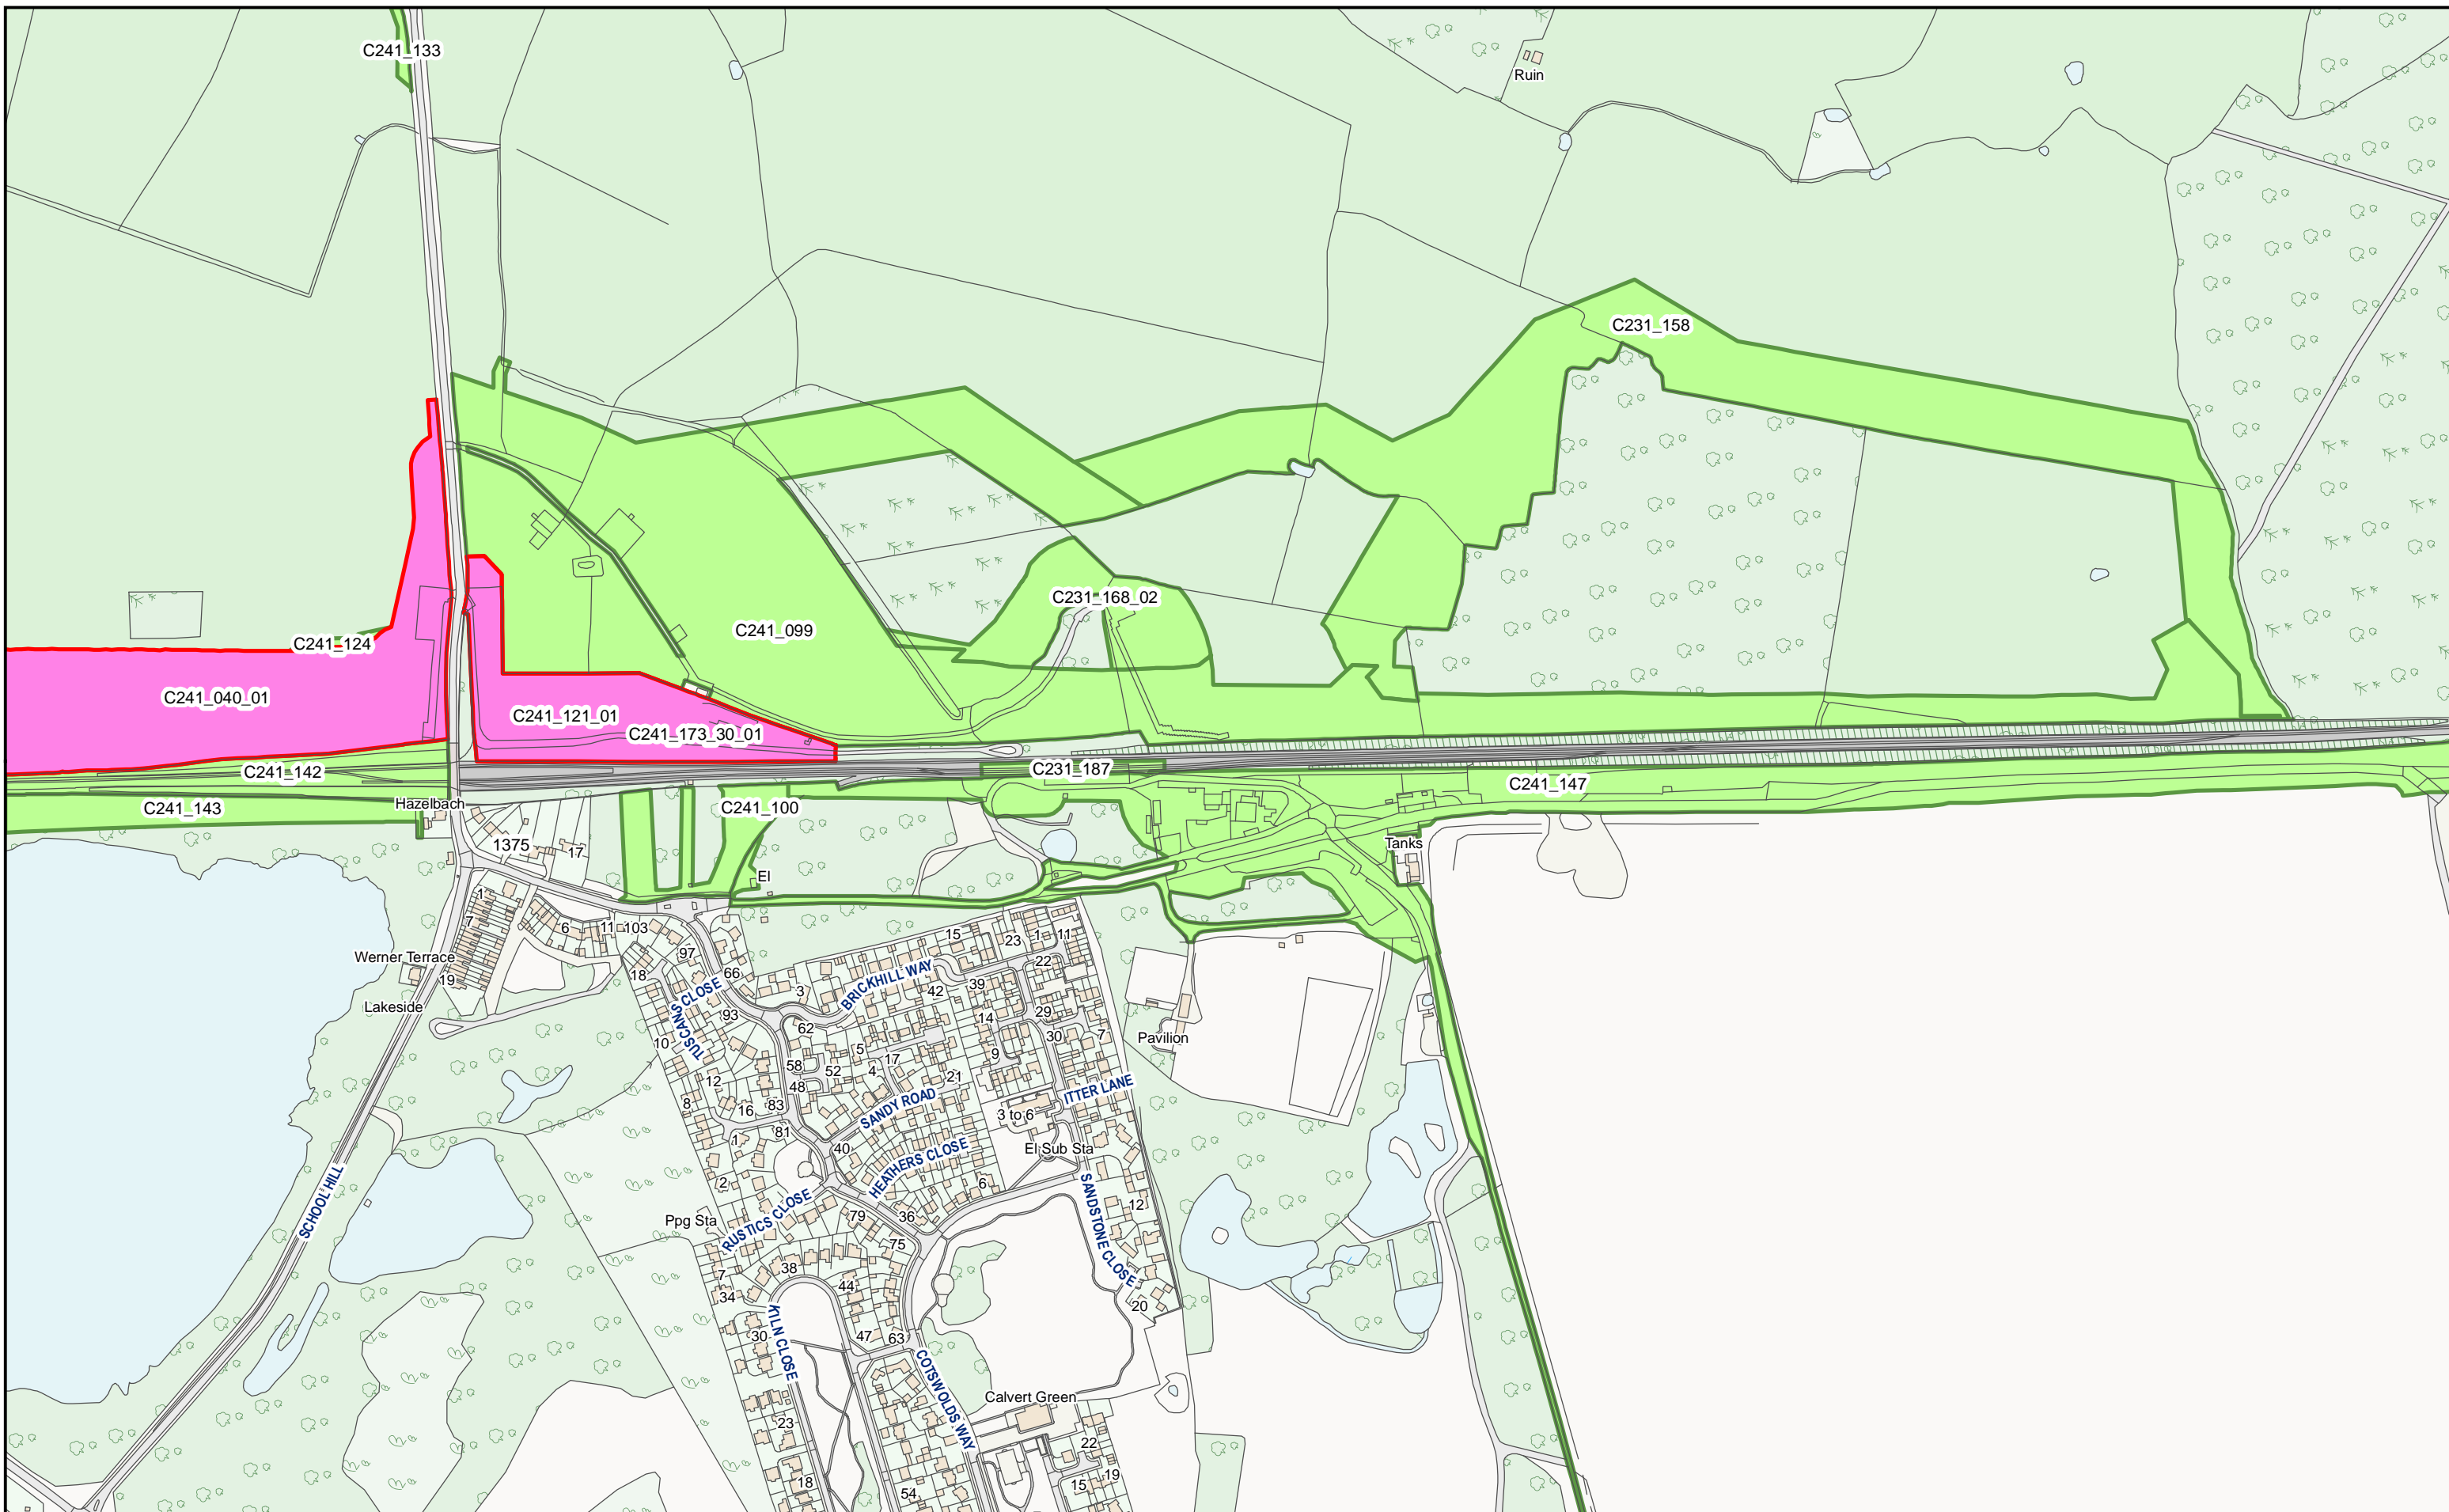 C241_133
Ruin
C231_158
C231_168_02
C241_099
C241_124
C241_040_01
C241_121_01
C241_173_30_01
C241_142
C231_187
C241_147
C241_143
Hazelbach
C241_100
1375
17
Tanks
El
1
7
6
11
103
15
23
1
11
97
Werner Terrace
18
66
22
19
3
BRICKHILL WAY
42
39
TUSCANS CLOSE
Lakeside
93
14
29
62
30
7
Pavilion
10
5
17
9
58
52
4
12
48
21
ITTER LANE
8
16
83
SANDY ROAD
3 to 6
1
81
40
HEATHERS CLOSE
El Sub Sta
2
6
SCHOOL HILL
RUSTICS CLOSE
12
Ppg Sta
79
36
SANDSTONE CLOSE
75
7
38
44
34
20
30
KILN CLOSE
47
63
COTSWOLDS WAY
Calvert Green
23
22
18
15
19
54